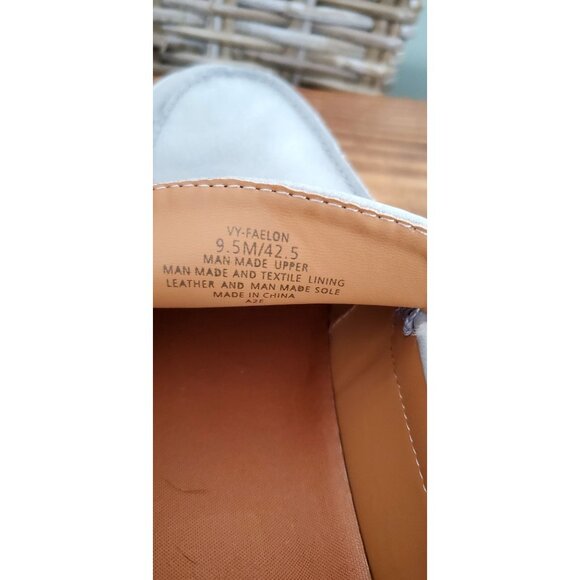 VY-FAELON
9.5M/42.5
MAN MADE UPPER
MAN MADE AND TEXTILE LINING
LEATHER AND MAN MADE SOLE
MADE IN CHINA